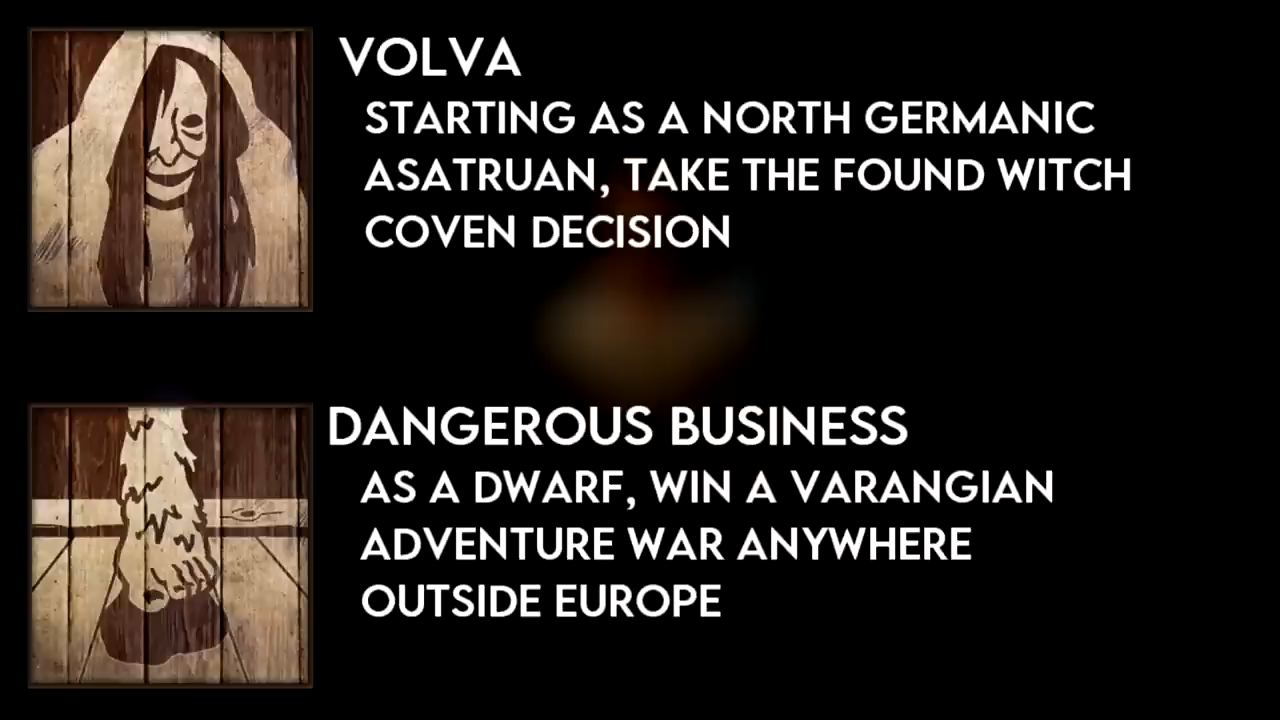 VOLVA
STARTING AS A NORTH GERMANIC
ASATRUAN, TAKE THE FOUND WITCH
COVEN DECISION
DANGEROUS BUSINESS
AS A DWARF, WIN A VARANGIAN
ADVENTURE WAR ANYWHERE
OUTSIDE EUROPE